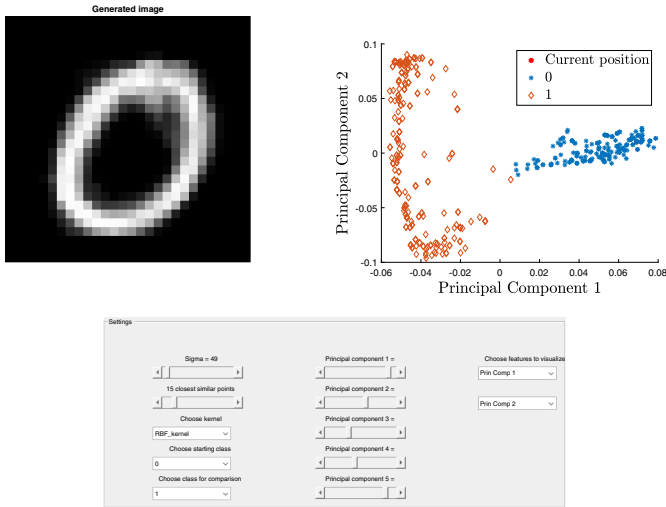 Generated image
Current position
0
1
0.1
0.05
0
-0.05
-0.1
Principal Component 2
-0.06
-0.04
-0.02
0
0.02
0.04
0.06
0.08
Principal Component 1
Settings
Sigma = 49
Principal component 1 =
Choose features to visualize
Prin Comp 1
15 closest similar points
Principal component 2 =
Prin Comp 2
Choose kernel
Principal component 3 =
RBF_kernel
Choose starting class
Principal component 4 =
0
Choose class for comparison
Principal component 5 =
1